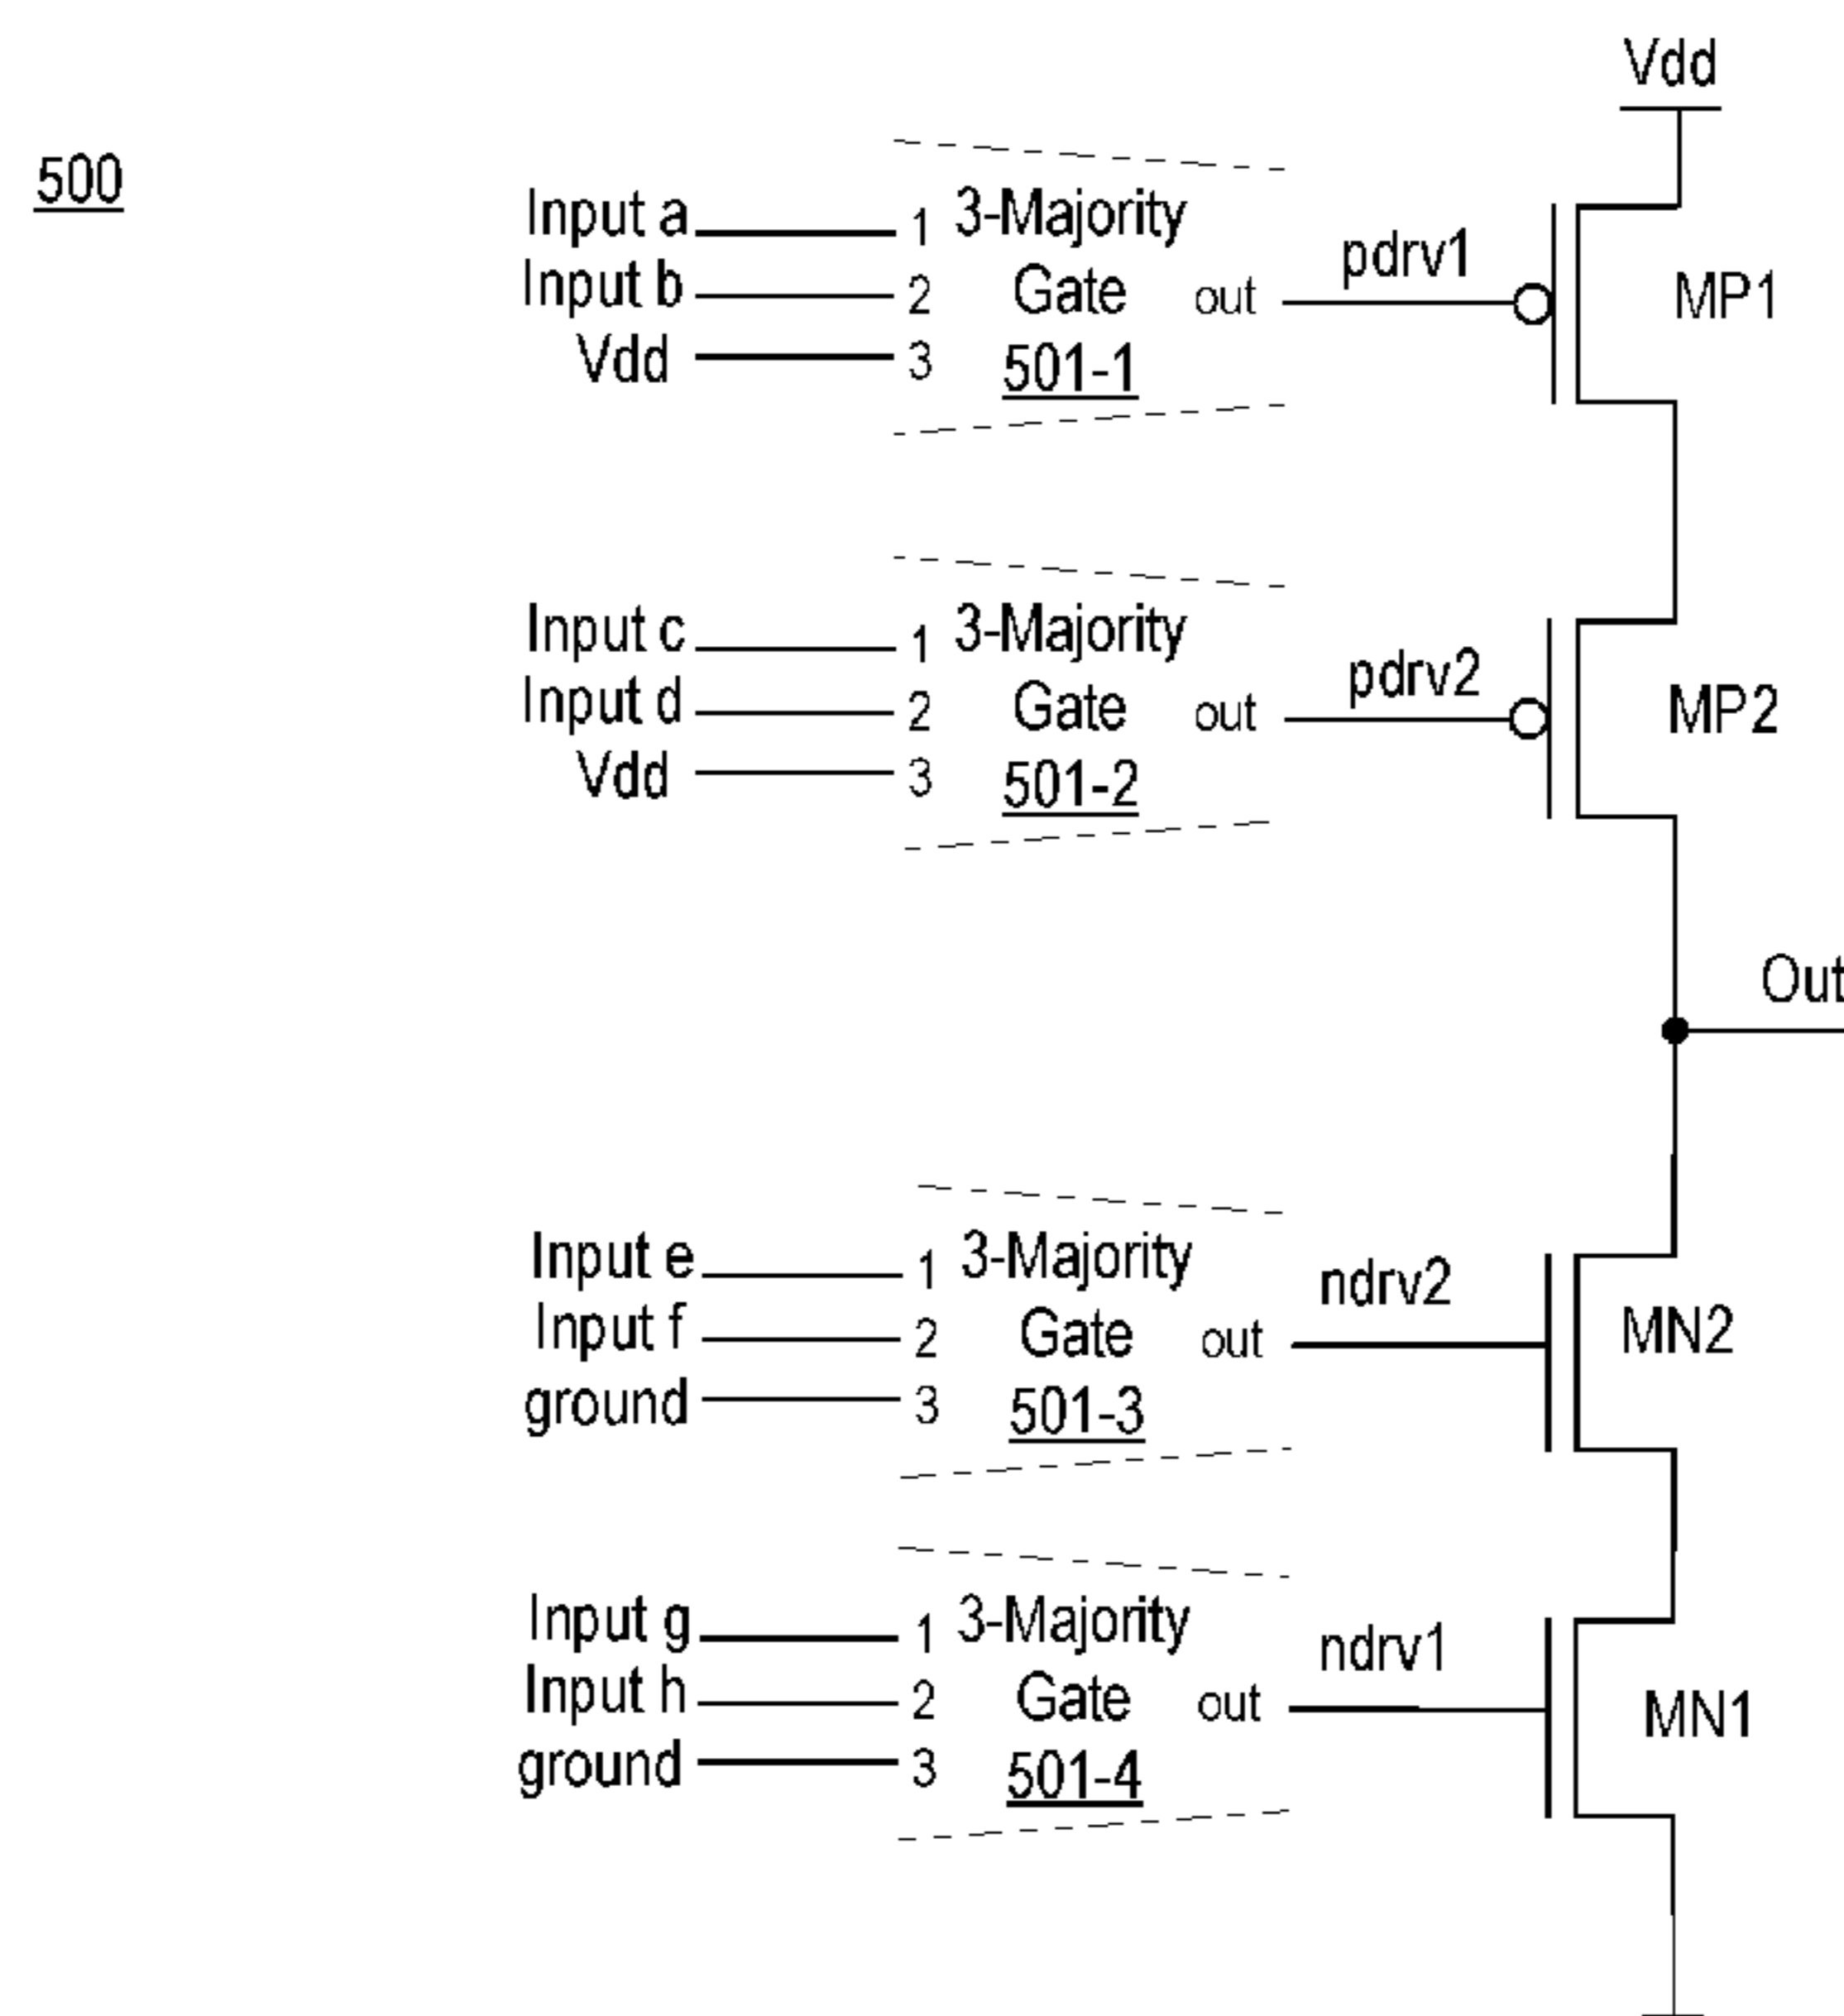 Vdd
500
Input a 1 3-Majority
Input b 2 Gate out pdrv1 MP1
Vdd 3 501-1
Input c 1 3-Majority
Input d 2 Gate out pdrv2 MP2
Vdd 3 501-2
Out
Input e 1 3-Majority
Input f 2 Gate out ndrv2 MN2
ground 3 501-3
Input g 1 3-Majority
Input h 2 Gate out ndrv1 MN1
ground 3 501-4